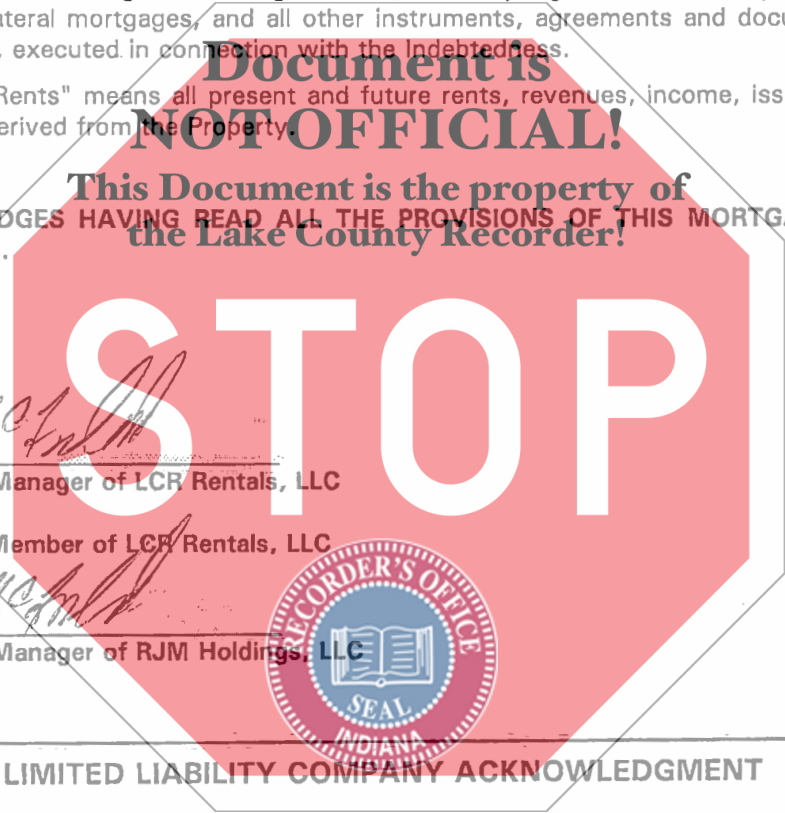 ateral mortgages, and all other instruments, agreements and docu
, executed in connection with the Indebtedness.
Document is
Rents" means all present and future rents, revenues, income, iss
erived from the Property.
NOT OFFICIAL!
This Document is the property of
DGES HAVING READ ALL THE PROVISIONS OF THIS MORTGA
the Lake County Recorder!
STOP
Manager of LCR Rentals, LLC
Member of LCR Rentals, LLC
Manager of RJM Holdings, LLC
RECORDER'S OFFICE
SEAL
INDIANA
LIMITED LIABILITY COMPANY ACKNOWLEDGMENT